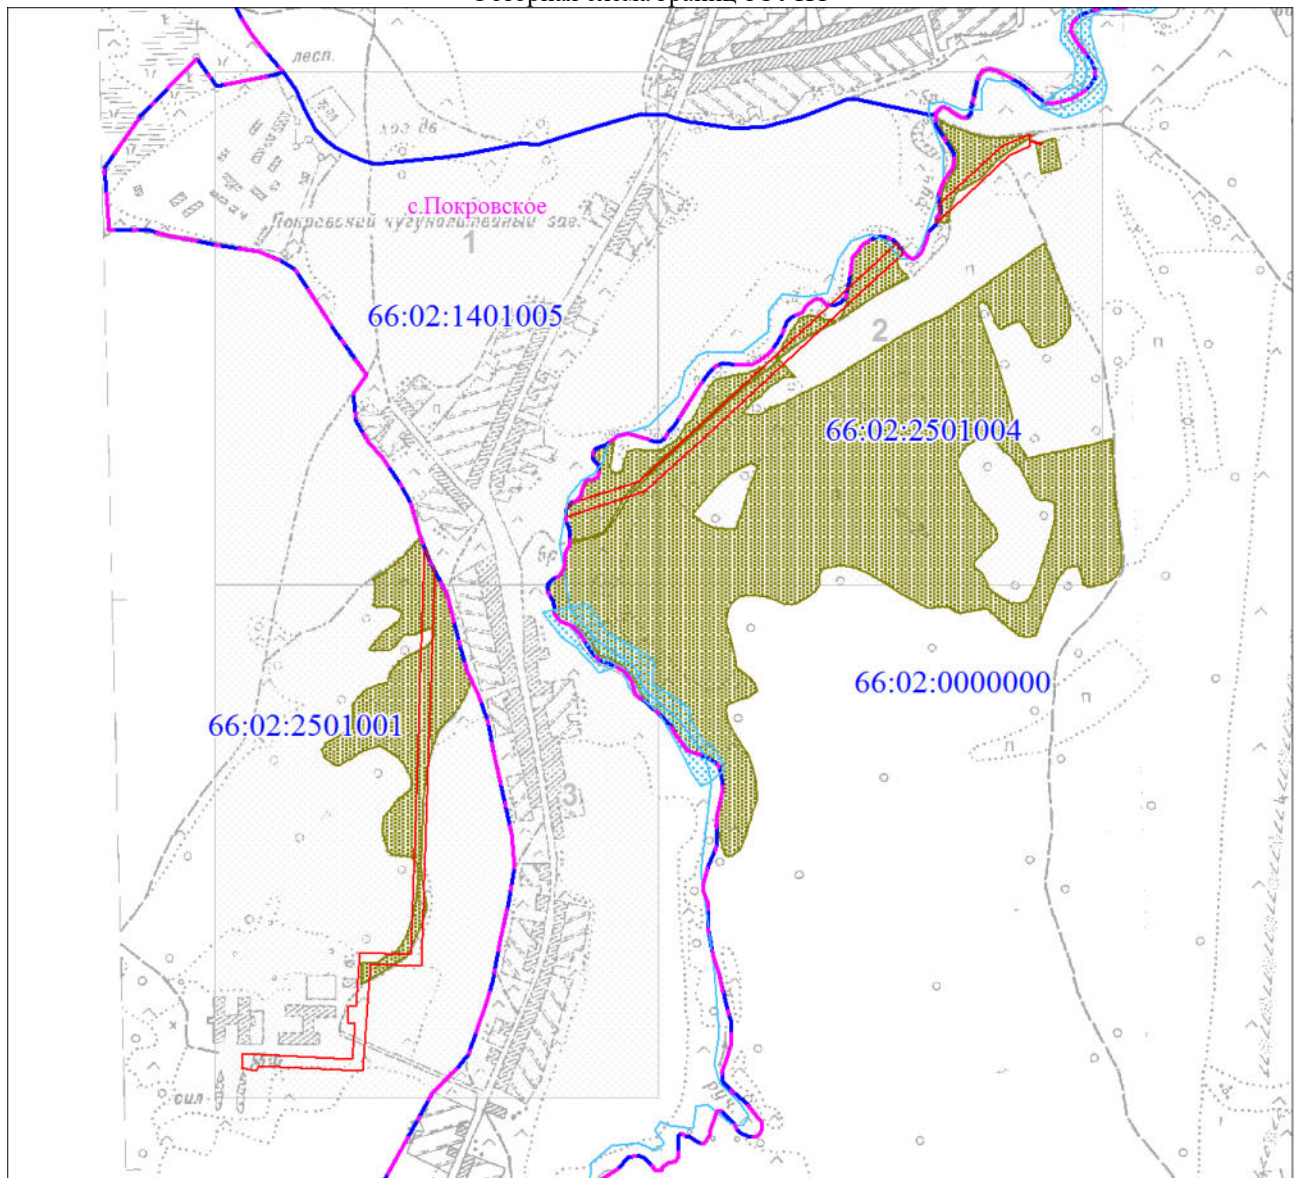 лесп.
с.Покровское
Покровский чугунолитейный зав.
1
66:02:1401005
2
п
п
п
66:02:2501004
66:02:0000000
66:02:2501001
п
п
3
сил.
руч.